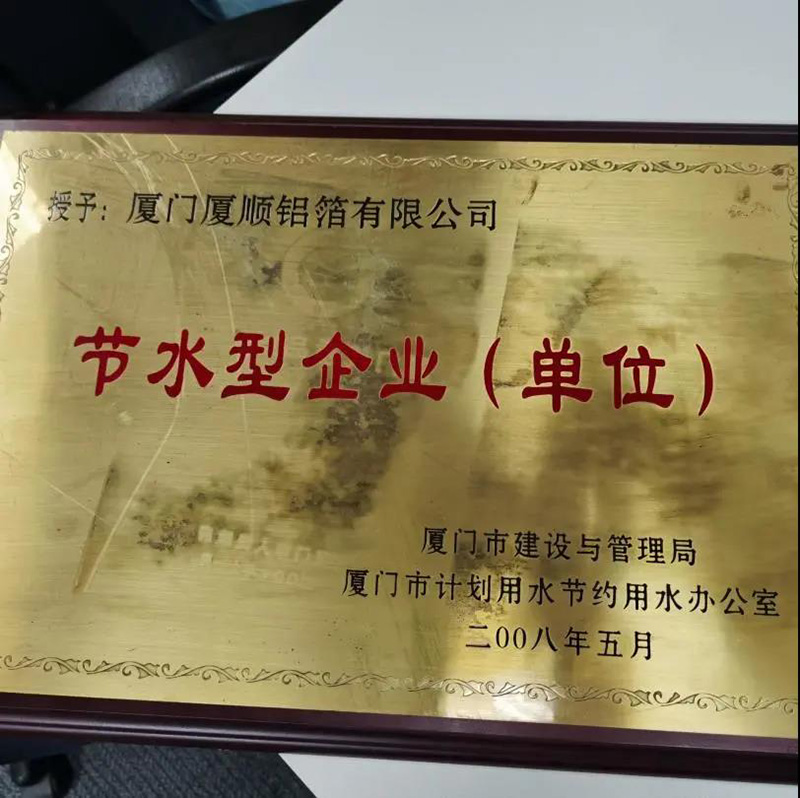 授予：厦门厦顺铝箔有限公司
节水型企业（单位）
厦门市建设与管理局
厦门市计划用水节约用水办公室
二00八年五月